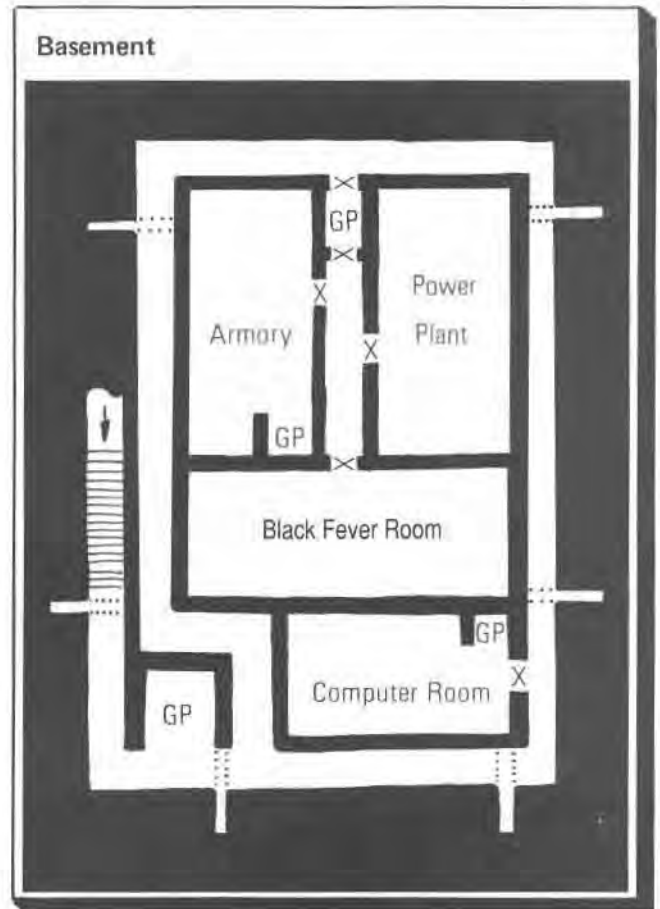 Basement
GP
Power
Plant
Armory
GP
Black Fever Room
GP
Computer Room
GP